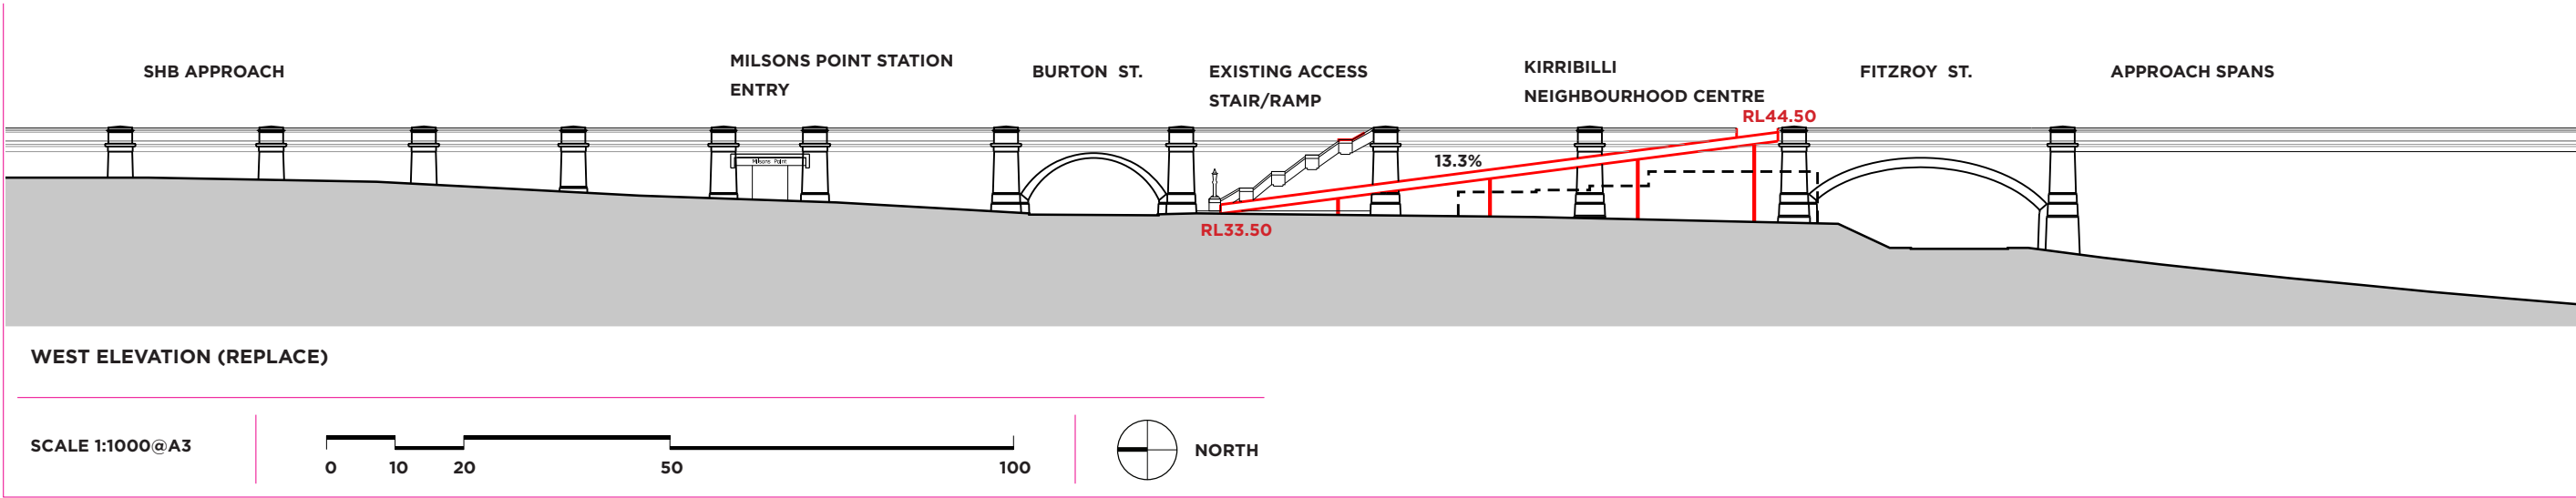 SHB APPROACH
MILSONS POINT STATION
ENTRY
BURTON ST.
EXISTING ACCESS
STAIR/RAMP
KIRRIBILLI
NEIGHBOURHOOD CENTRE
FITZROY ST.
APPROACH SPANS
RL44.50
Milsons Point
13.3%
RL33.50
WEST ELEVATION (REPLACE)
SCALE 1:1000@A3
0 10 20 50 100
NORTH